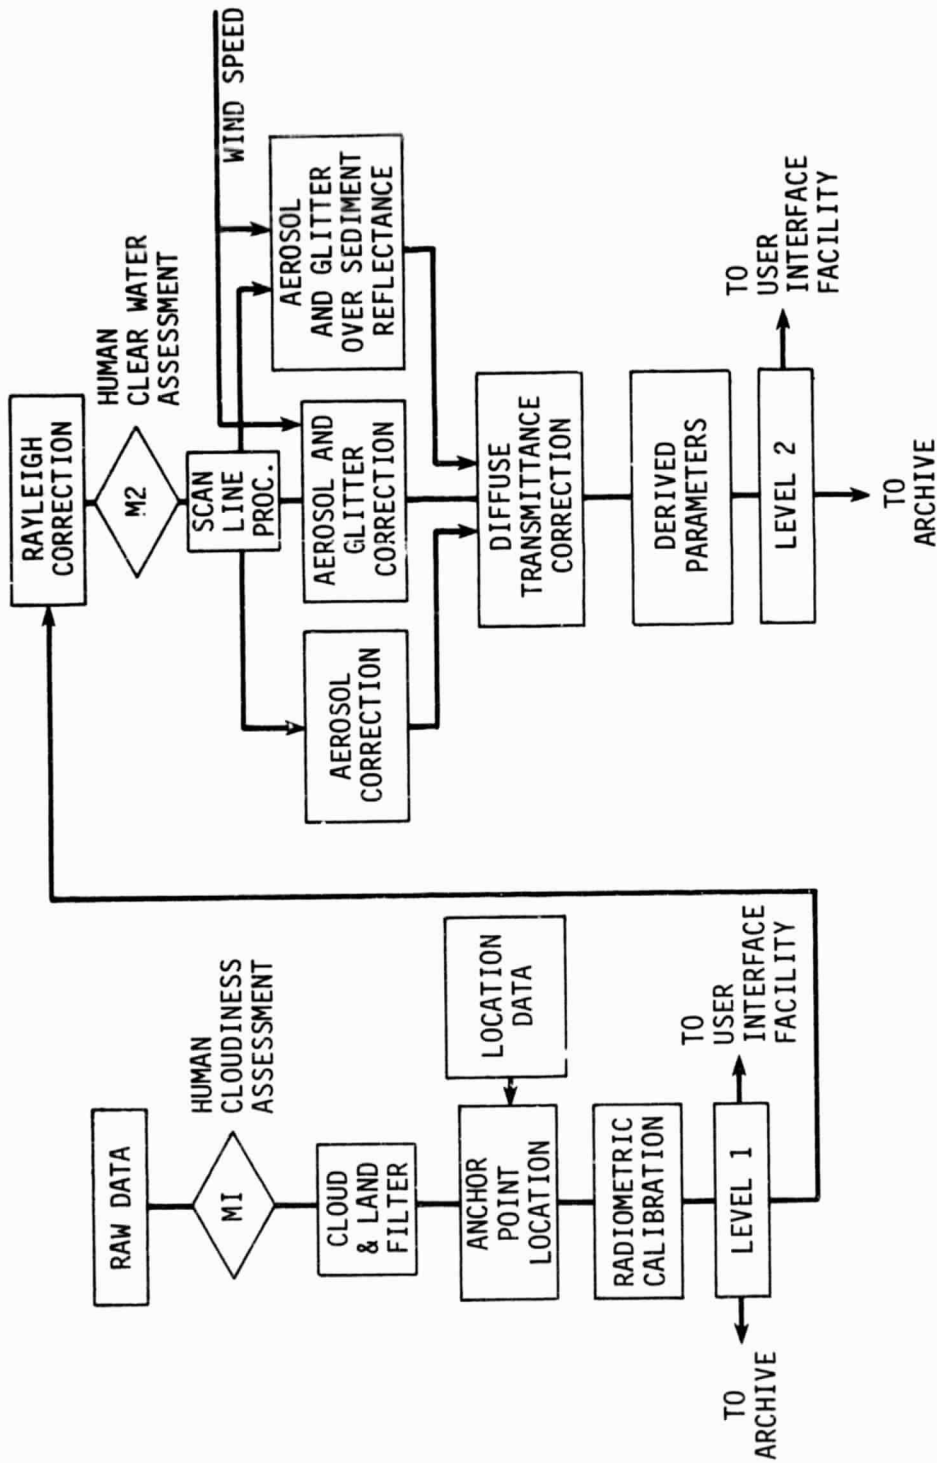 RAW DATA
HUMAN
CLOUDINESS
ASSESSMENT
MI
CLOUD
& LAND
FILTER
ANCHOR
POINT
LOCATION
LOCATION
DATA
RADIOMETRIC
CALIBRATION
LEVEL 1
TO
ARCHIVE
TO
USER
INTERFACE
FACILITY
RAYLEIGH
CORRECTION
HUMAN
CLEAR WATER
ASSESSMENT
M2
SCAN
LINE
PROC.
WIND SPEED
AEROSOL
CORRECTION
AEROSOL AND
GLITTER
CORRECTION
AEROSOL
AND GLITTER
OVER SEDIMENT
REFLECTANCE
DIFFUSE
TRANSMITTANCE
CORRECTION
DERIVED
PARAMETERS
LEVEL 2
TO
USER
INTERFACE
FACILITY
TO
ARCHIVE